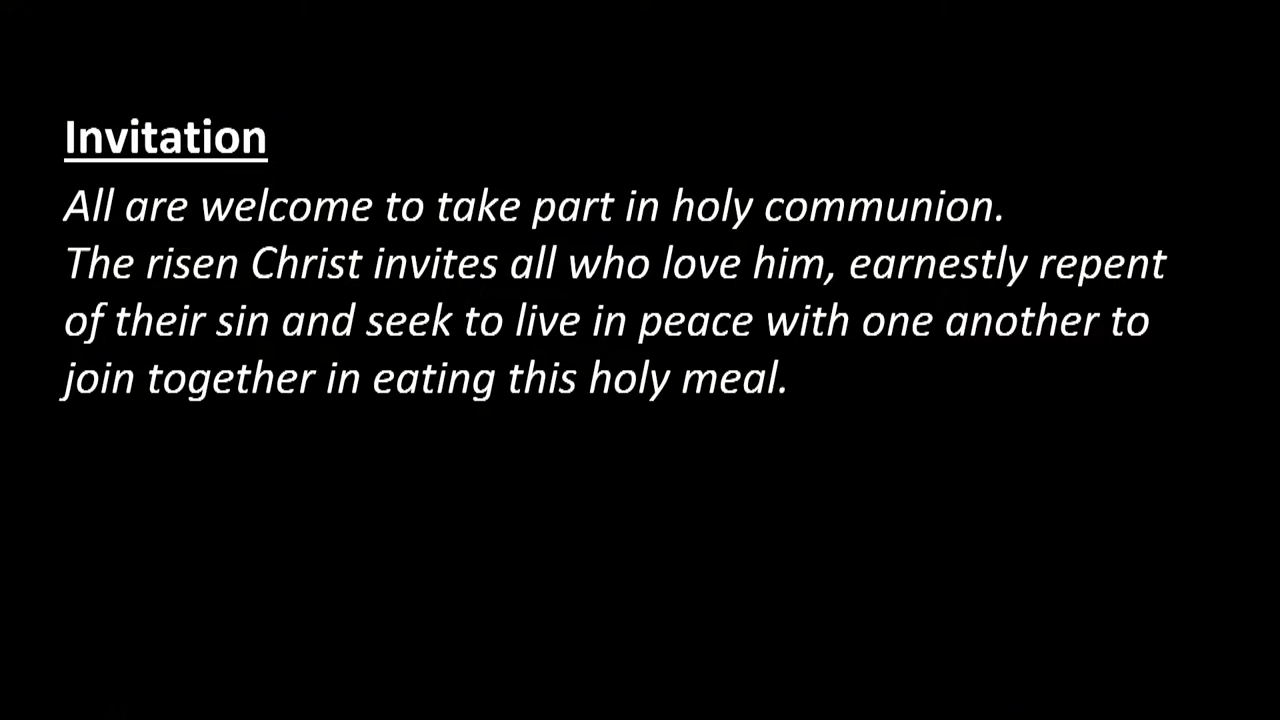 Invitation
All are welcome to take part in holy communion.
The risen Christ invites all who love him, earnestly repent
of their sin and seek to live in peace with one another to
join together in eating this holy meal.